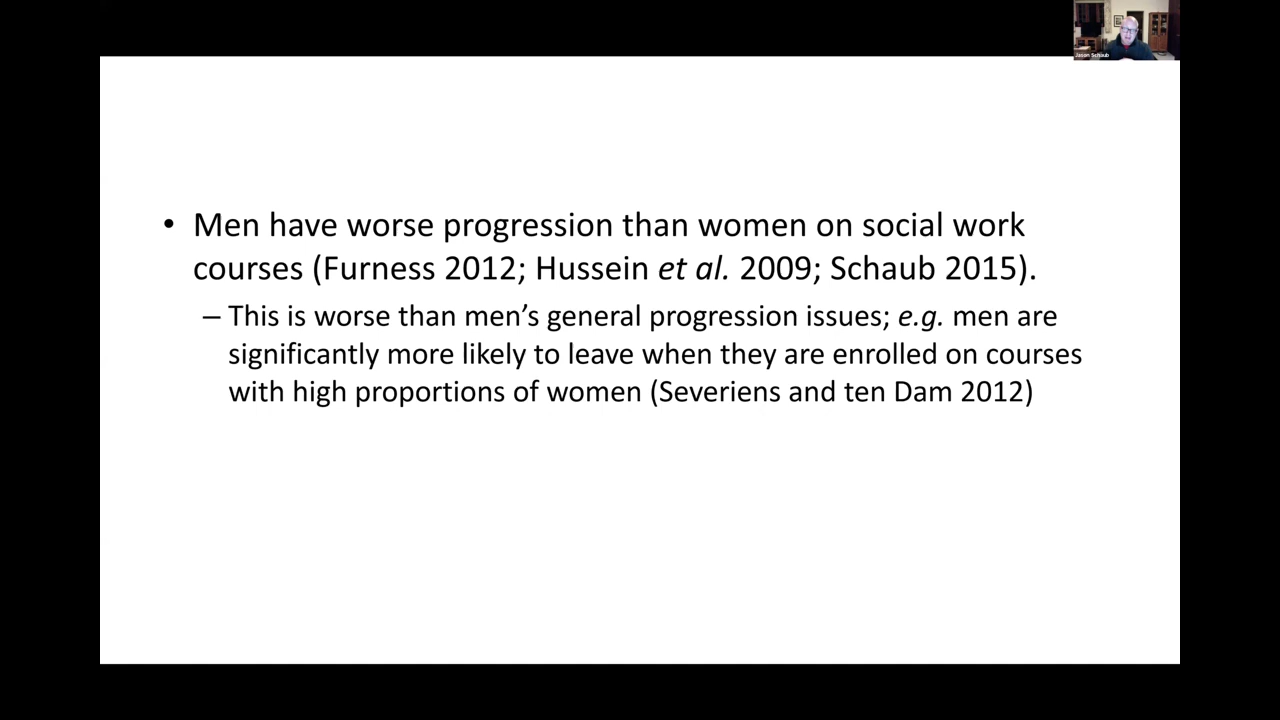 Jason Schaub
• Men have worse progression than women on social work
courses (Furness 2012; Hussein et al. 2009; Schaub 2015).
– This is worse than men’s general progression issues; e.g. men are
significantly more likely to leave when they are enrolled on courses
with high proportions of women (Severiens and ten Dam 2012)